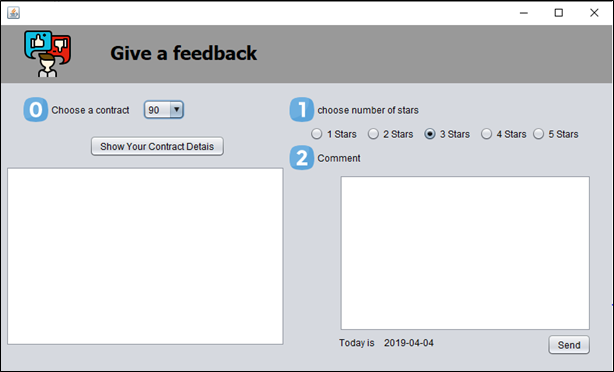 Give a feedback
0 Choose a contract 90
Show Your Contract Detais
1 choose number of stars
1 Stars 2 Stars 3 Stars 4 Stars 5 Stars
2 Comment
Today is 2019-04-04
Send